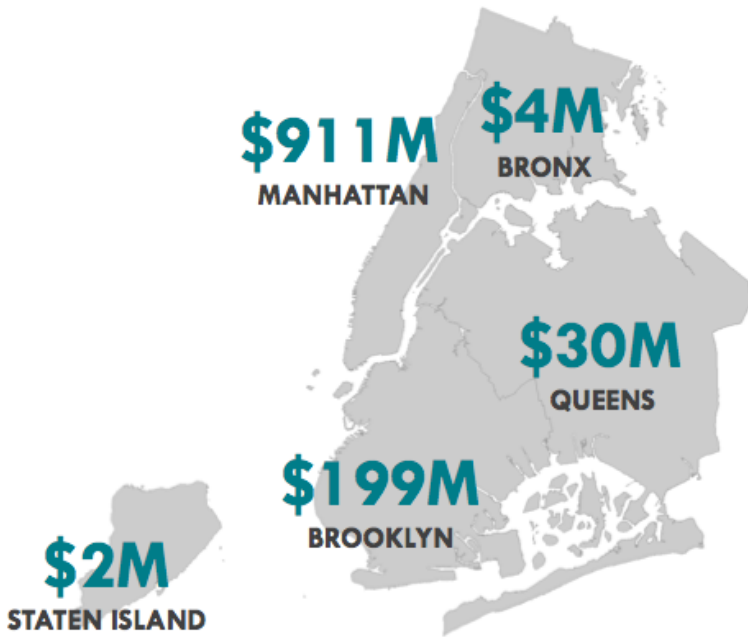 $911M
MANHATTAN
$4M
BRONX
$30M
QUEENS
$199M
BROOKLYN
$2M
STATEN ISLAND